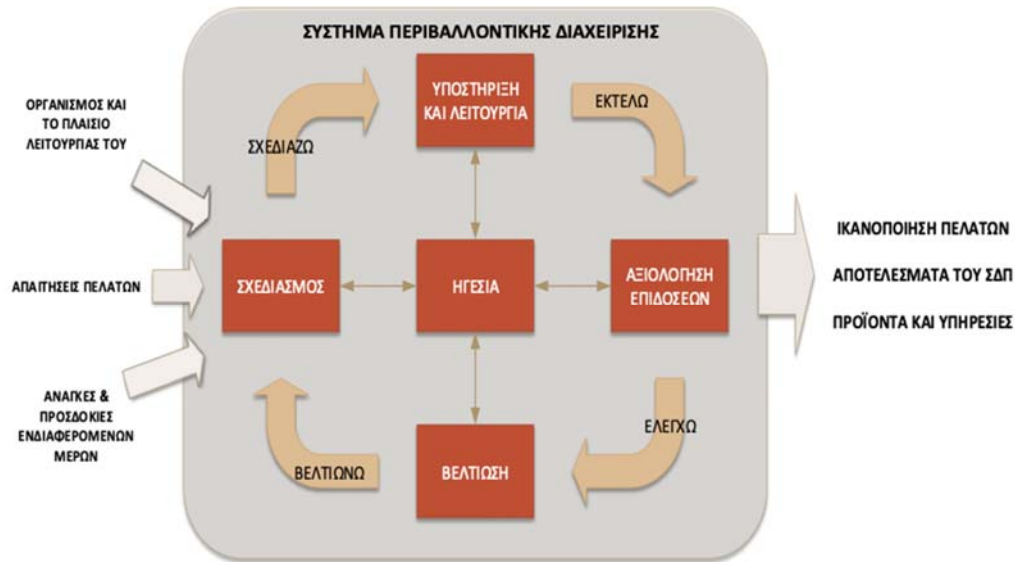 ΣΥΣΤΗΜΑ ΠΕΡΙΒΑΛΛΟΝΤΙΚΗΣ ΔΙΑΧΕΙΡΙΣΗΣ
ΟΡΓΑΝΙΣΜΟΣ ΚΑΙ
ΤΟ ΠΛΑΙΣΙΟ
ΛΕΙΤΟΥΡΓΙΑΣ ΤΟΥ
ΑΠΑΙΤΗΣΕΙΣ ΠΕΛΑΤΩΝ
ΑΝΑΓΚΕΣ &
ΠΡΟΣΔΟΚΙΕΣ
ΕΝΔΙΑΦΕΡΟΜΕΝΩΝ
ΜΕΡΩΝ
ΣΧΕΔΙΑΖΩ
ΥΠΟΣΤΗΡΙΞΗ
ΚΑΙ ΛΕΙΤΟΥΡΓΙΑ
ΕΚΤΕΛΩ
ΣΧΕΔΙΑΣΜΟΣ
ΗΓΕΣΙΑ
ΑΞΙΟΛΟΓΗΣΗ
ΕΠΙΔΟΣΕΩΝ
ΒΕΛΤΙΩΝΩ
ΒΕΛΤΙΩΣΗ
ΕΛΕΓΧΩ
ΙΚΑΝΟΠΟΙΗΣΗ ΠΕΛΑΤΩΝ
ΑΠΟΤΕΛΕΣΜΑΤΑ ΤΟΥ ΣΔΠ
ΠΡΟΪΟΝΤΑ ΚΑΙ ΥΠΗΡΕΣΙΕΣ